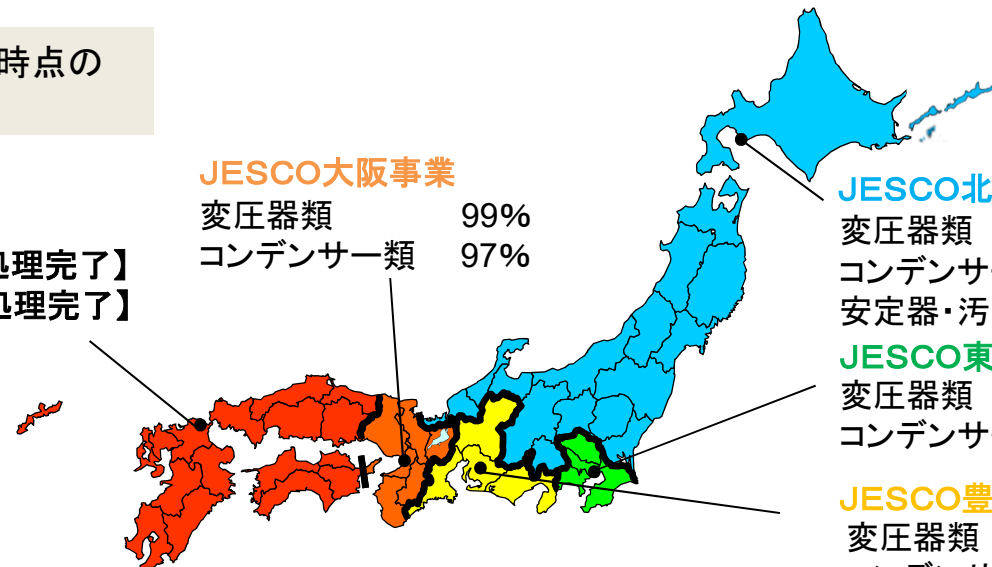 時点の
JESCO大阪事業
変圧器類 99%
コンデンサー類 97%
処理完了】
処理完了】
JESCO北
変圧器類
コンデンサー
安定器・汚
JESCO東
変圧器類
コンデンサー
JESCO豊
変圧器類